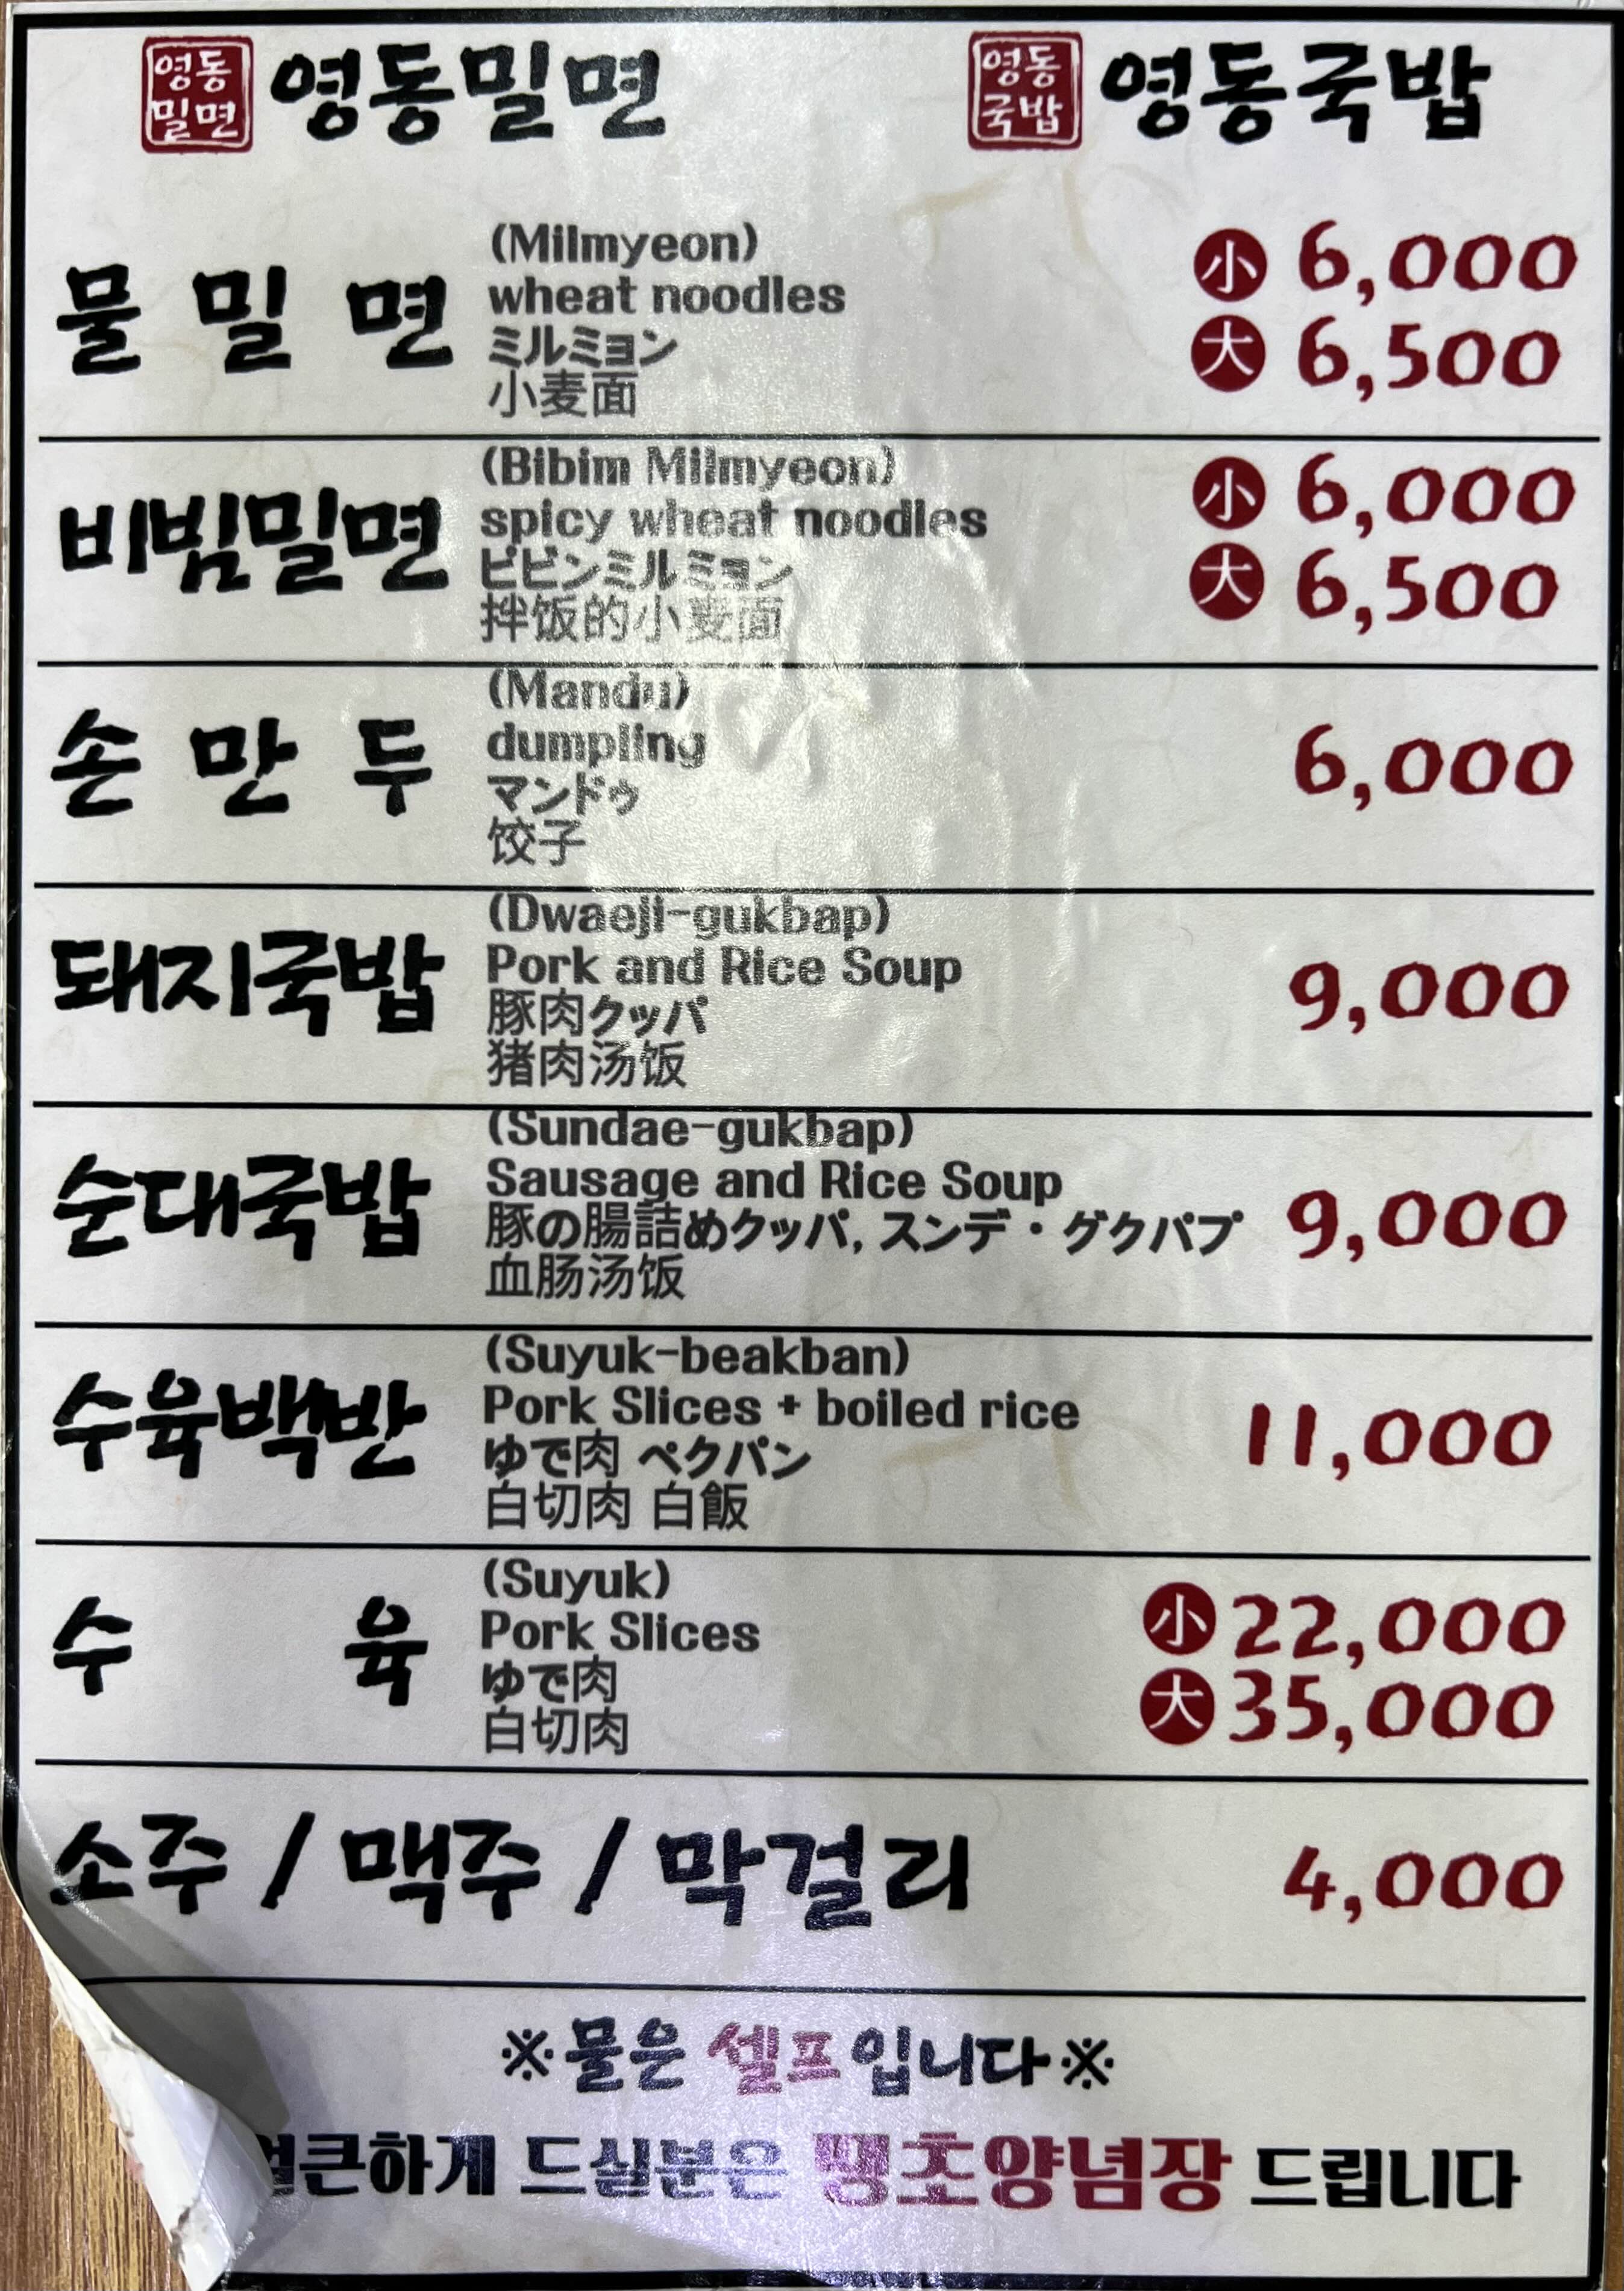 영동
밀면
영동밀면
영동
국밥
영동국밥
물밀면
(Milmyeon)
wheat noodles
ミルミョン
小麦面
小 6,000
大 6,500
비빔밀면
(Bibim Milmyeon)
spicy wheat noodles
ビビンミルミョン
拌饭的小麦面
小 6,000
大 6,500
손만두
(Mandu)
dumpling
マンドゥ
饺子
6,000
돼지국밥
(Dwaeji-gukbap)
Pork and Rice Soup
豚肉クッパ
猪肉汤饭
9,000
순대국밥
(Sundae-gukbap)
Sausage and Rice Soup
豚の腸詰めクッパ, スンデ・グクパプ
血肠汤饭
9,000
수육백반
(Suyuk-beakban)
Pork Slices + boiled rice
ゆで肉 ペクパン
白切肉 白飯
11,000
수육
(Suyuk)
Pork Slices
ゆで肉
白切肉
小 22,000
大 35,000
소주 / 맥주 / 막걸리 4,000
※물은 셀프입니다※
드실분은 땡초양념장 드립니다